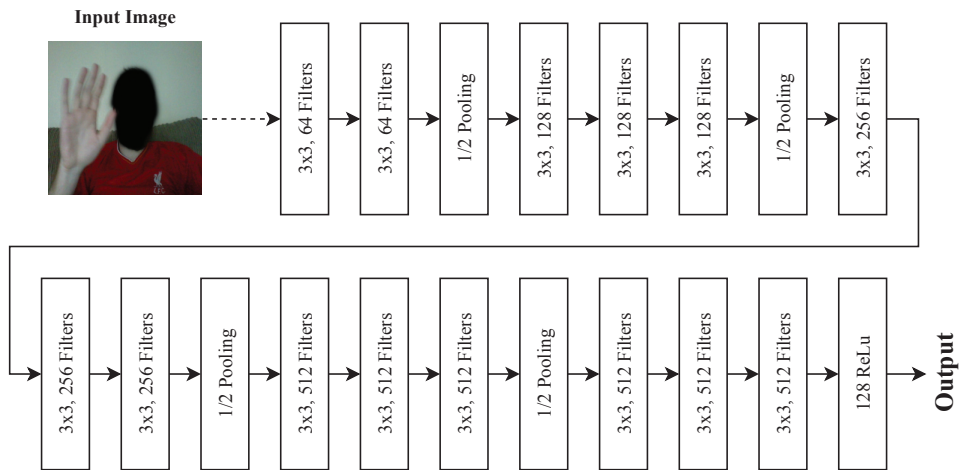 Input Image
3x3, 64 Filters
3x3, 64 Filters
1/2 Pooling
3x3, 128 Filters
3x3, 128 Filters
3x3, 128 Filters
1/2 Pooling
3x3, 256 Filters
L.F.C.
3x3, 256 Filters
3x3, 256 Filters
1/2 Pooling
3x3, 512 Filters
3x3, 512 Filters
3x3, 512 Filters
1/2 Pooling
3x3, 512 Filters
3x3, 512 Filters
3x3, 512 Filters
128 ReLu
Output